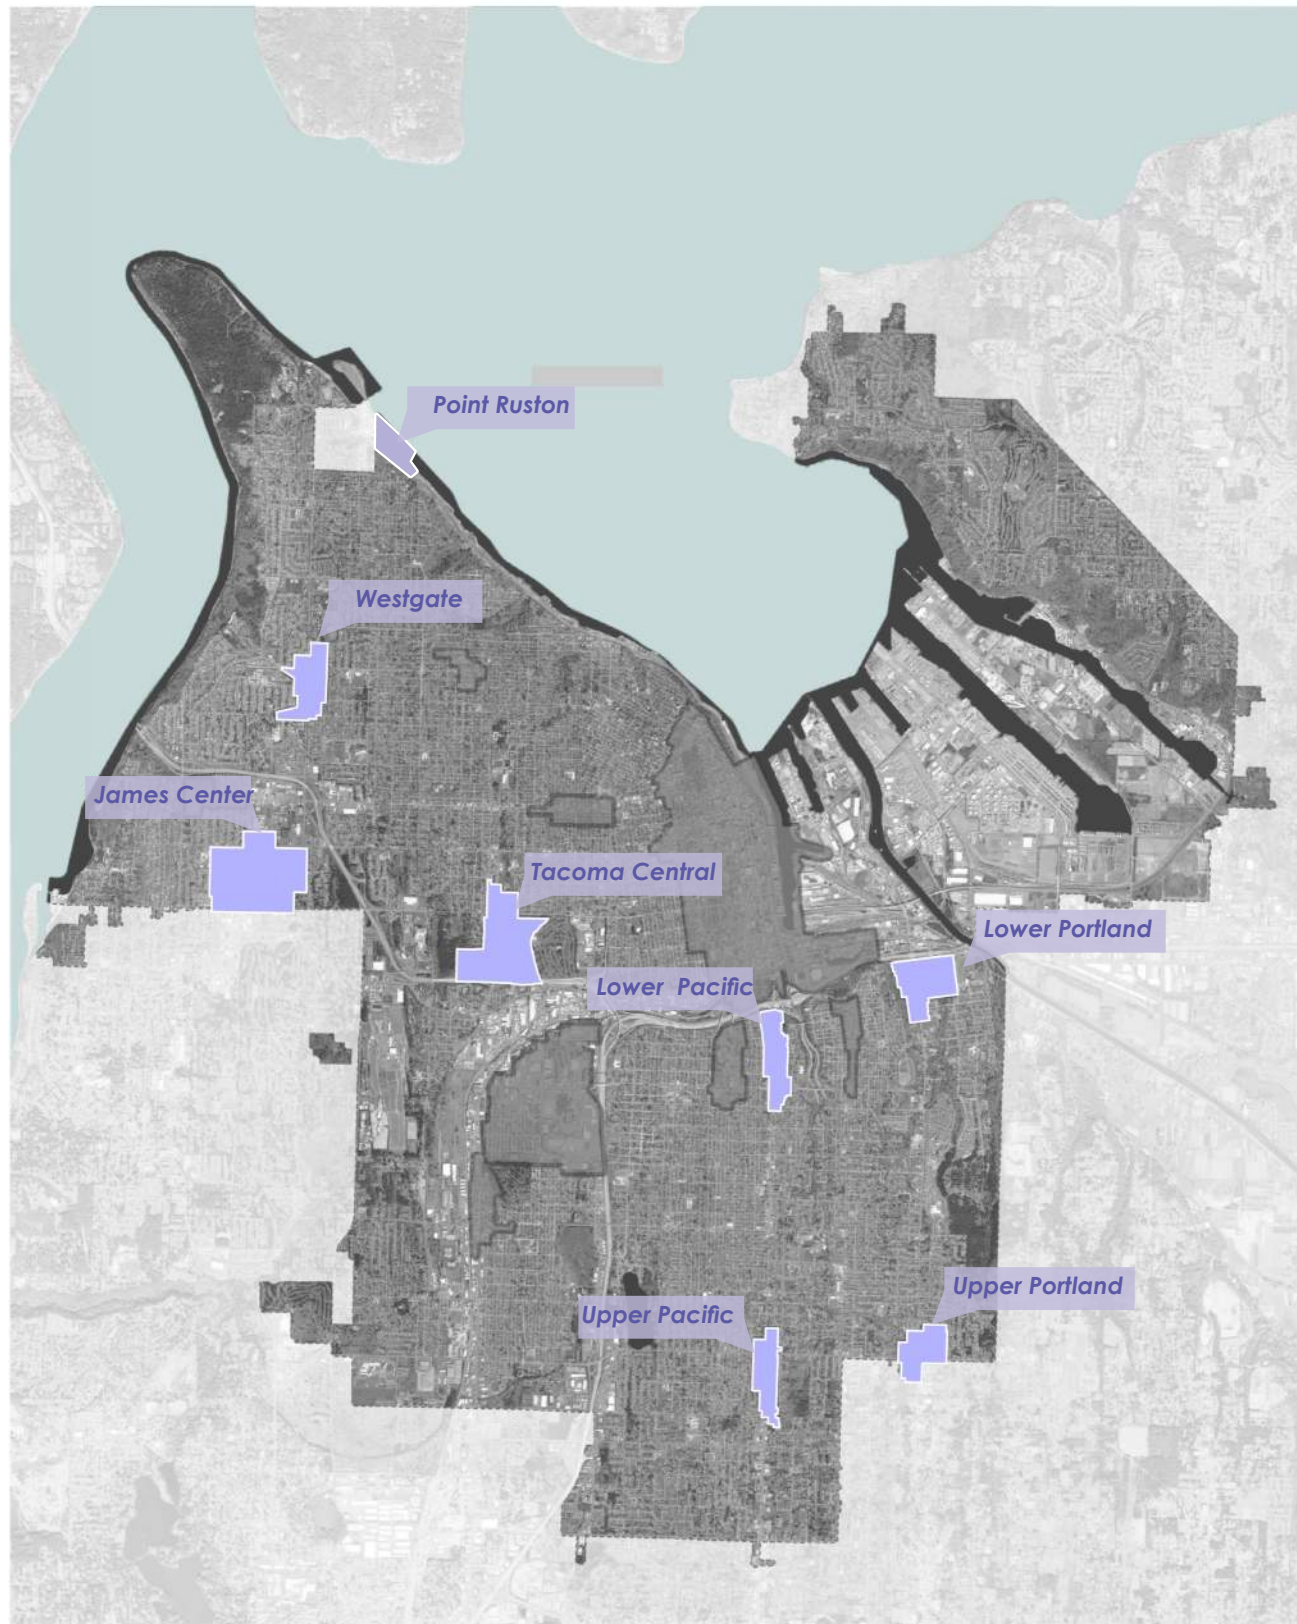 Point Ruston
Westgate
James Center
Tacoma Central
Lower Portland
Lower Pacific
Upper Portland
Upper Pacific